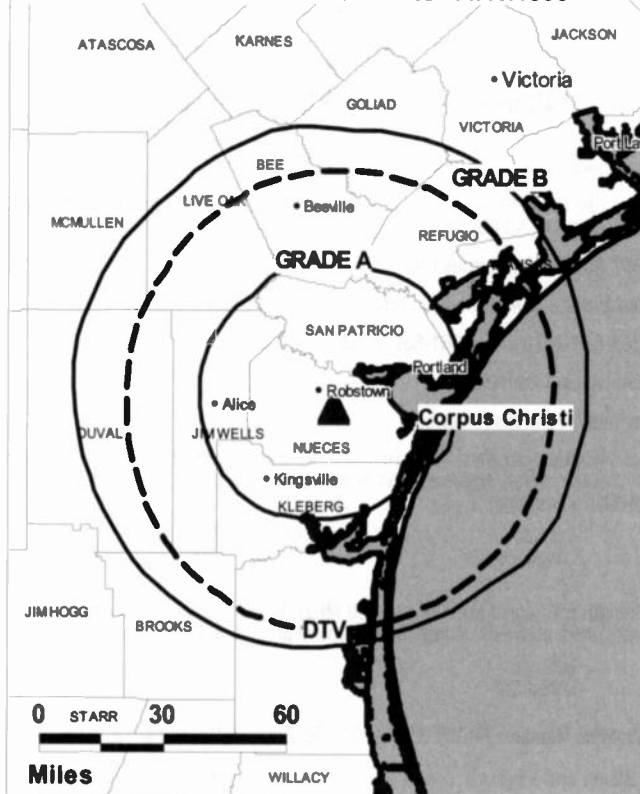 ATASCOSA
KARNES
JACKSON
Victoria
GOLIAD
VICTORIA
BEE
GRADE B
LIVE OAK
Beeville
MCMULLEN
REFUGIO
GRADE A
SAN PATRICIO
Portland
Robstown
Alice
Corpus Christi
DUVAL
JIM WELLS
NUECES
Kingsville
KLEBERG
JIM HOGG
BROOKS
DTV
0 STARR 30 60
Miles
WILLACY